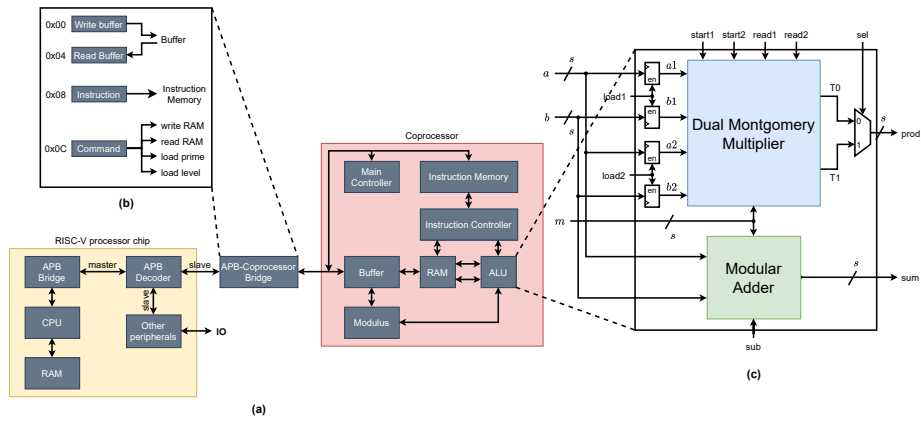 0x00
Write buffer
Buffer
0x04
Read Buffer
0x08
Instruction
Instruction
Memory
0x0C
Command
write RAM
read RAM
load prime
load level
(b)
RISC-V processor chip
APB
Bridge
master
APB
Decoder
slave
APB-Coprocessor
Bridge
CPU
slave
Other
peripherals
IO
RAM
(a)
Coprocessor
Main
Controller
Instruction Memory
Instruction Controller
Buffer
RAM
ALU
Modulus
start1
start2
read1
read2
sel
a
s
en
a1
load1
b
s
en
b1
en
a2
load2
en
b2
Dual Montgomery
Multiplier
T0
0
1
T1
s
prod
m
s
Modular
Adder
s
sum
sub
(c)